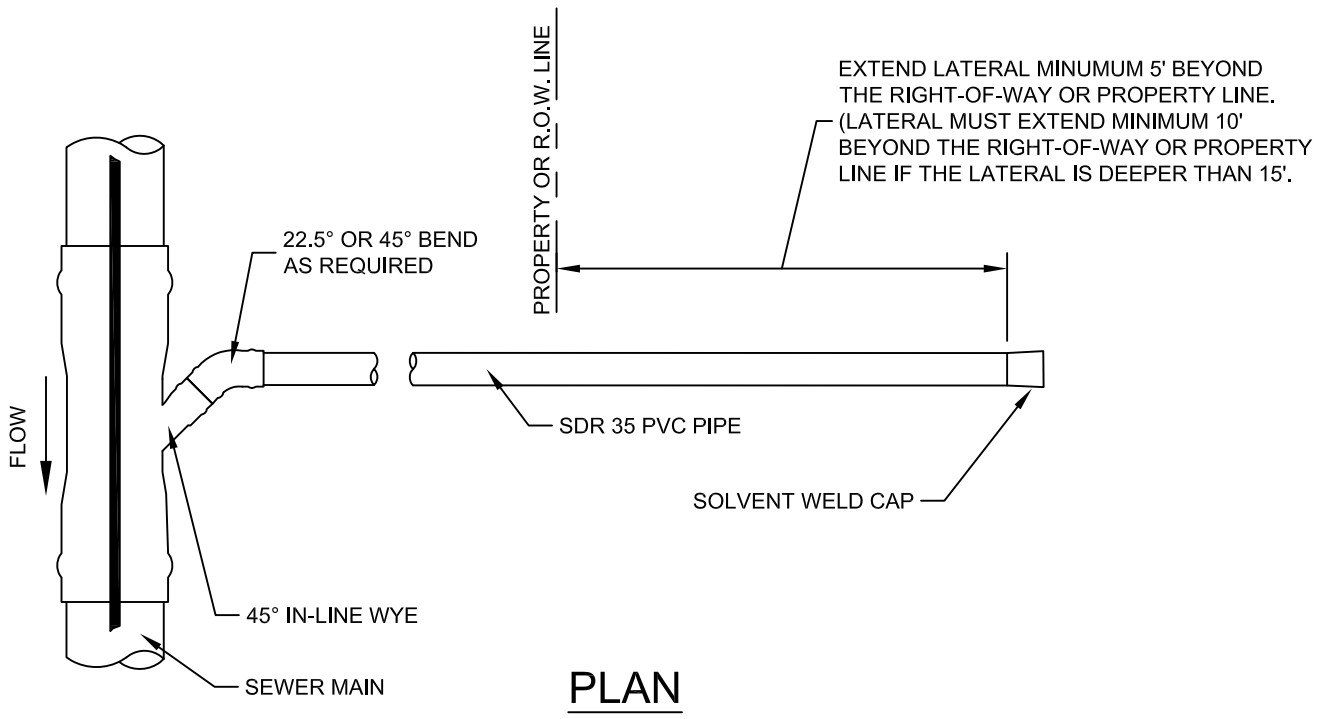 PROPERTY OR R.O.W. LINE
EXTEND LATERAL MINUMUM 5' BEYOND
THE RIGHT-OF-WAY OR PROPERTY LINE.
(LATERAL MUST EXTEND MINIMUM 10'
BEYOND THE RIGHT-OF-WAY OR PROPERTY
LINE IF THE LATERAL IS DEEPER THAN 15'.
22.5° OR 45° BEND
AS REQUIRED
FLOW
SDR 35 PVC PIPE
SOLVENT WELD CAP
45° IN-LINE WYE
SEWER MAIN
PLAN